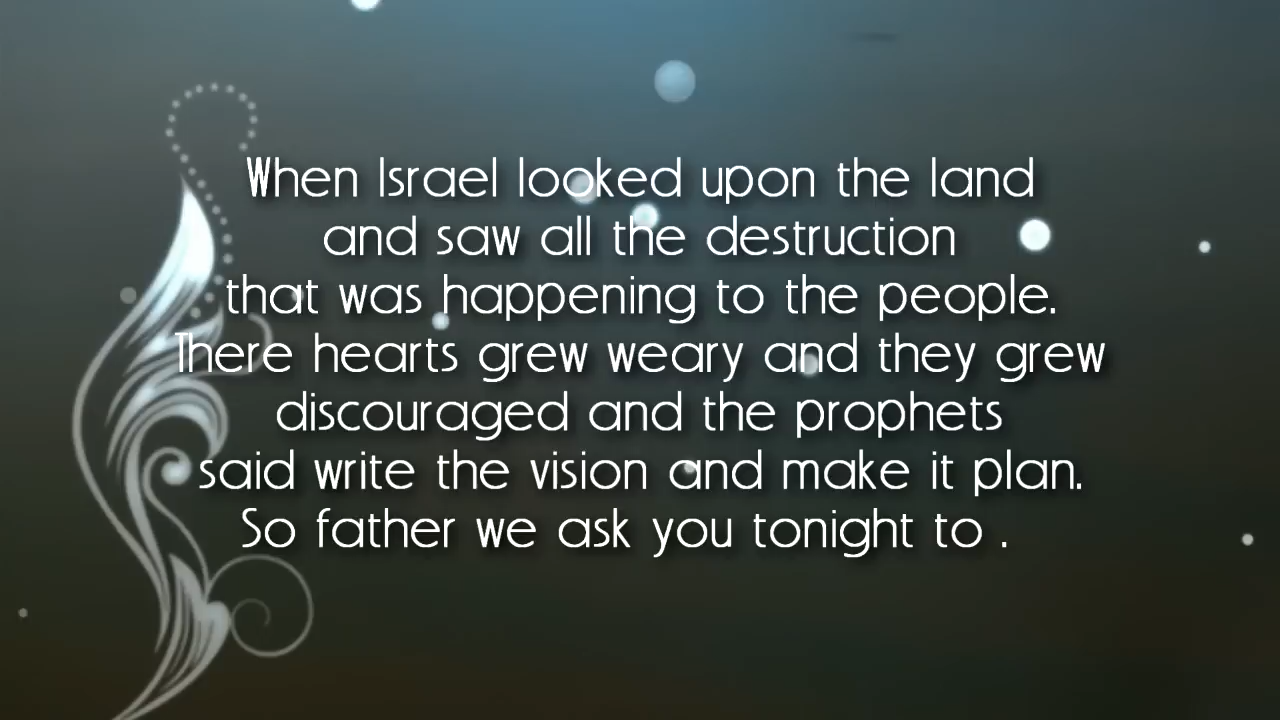 When Israel looked upon the land
and saw all the destruction
that was happening to the people.
There hearts grew weary and they grew
discouraged and the prophets
said write the vision and make it plan.
So father we ask you tonight to .